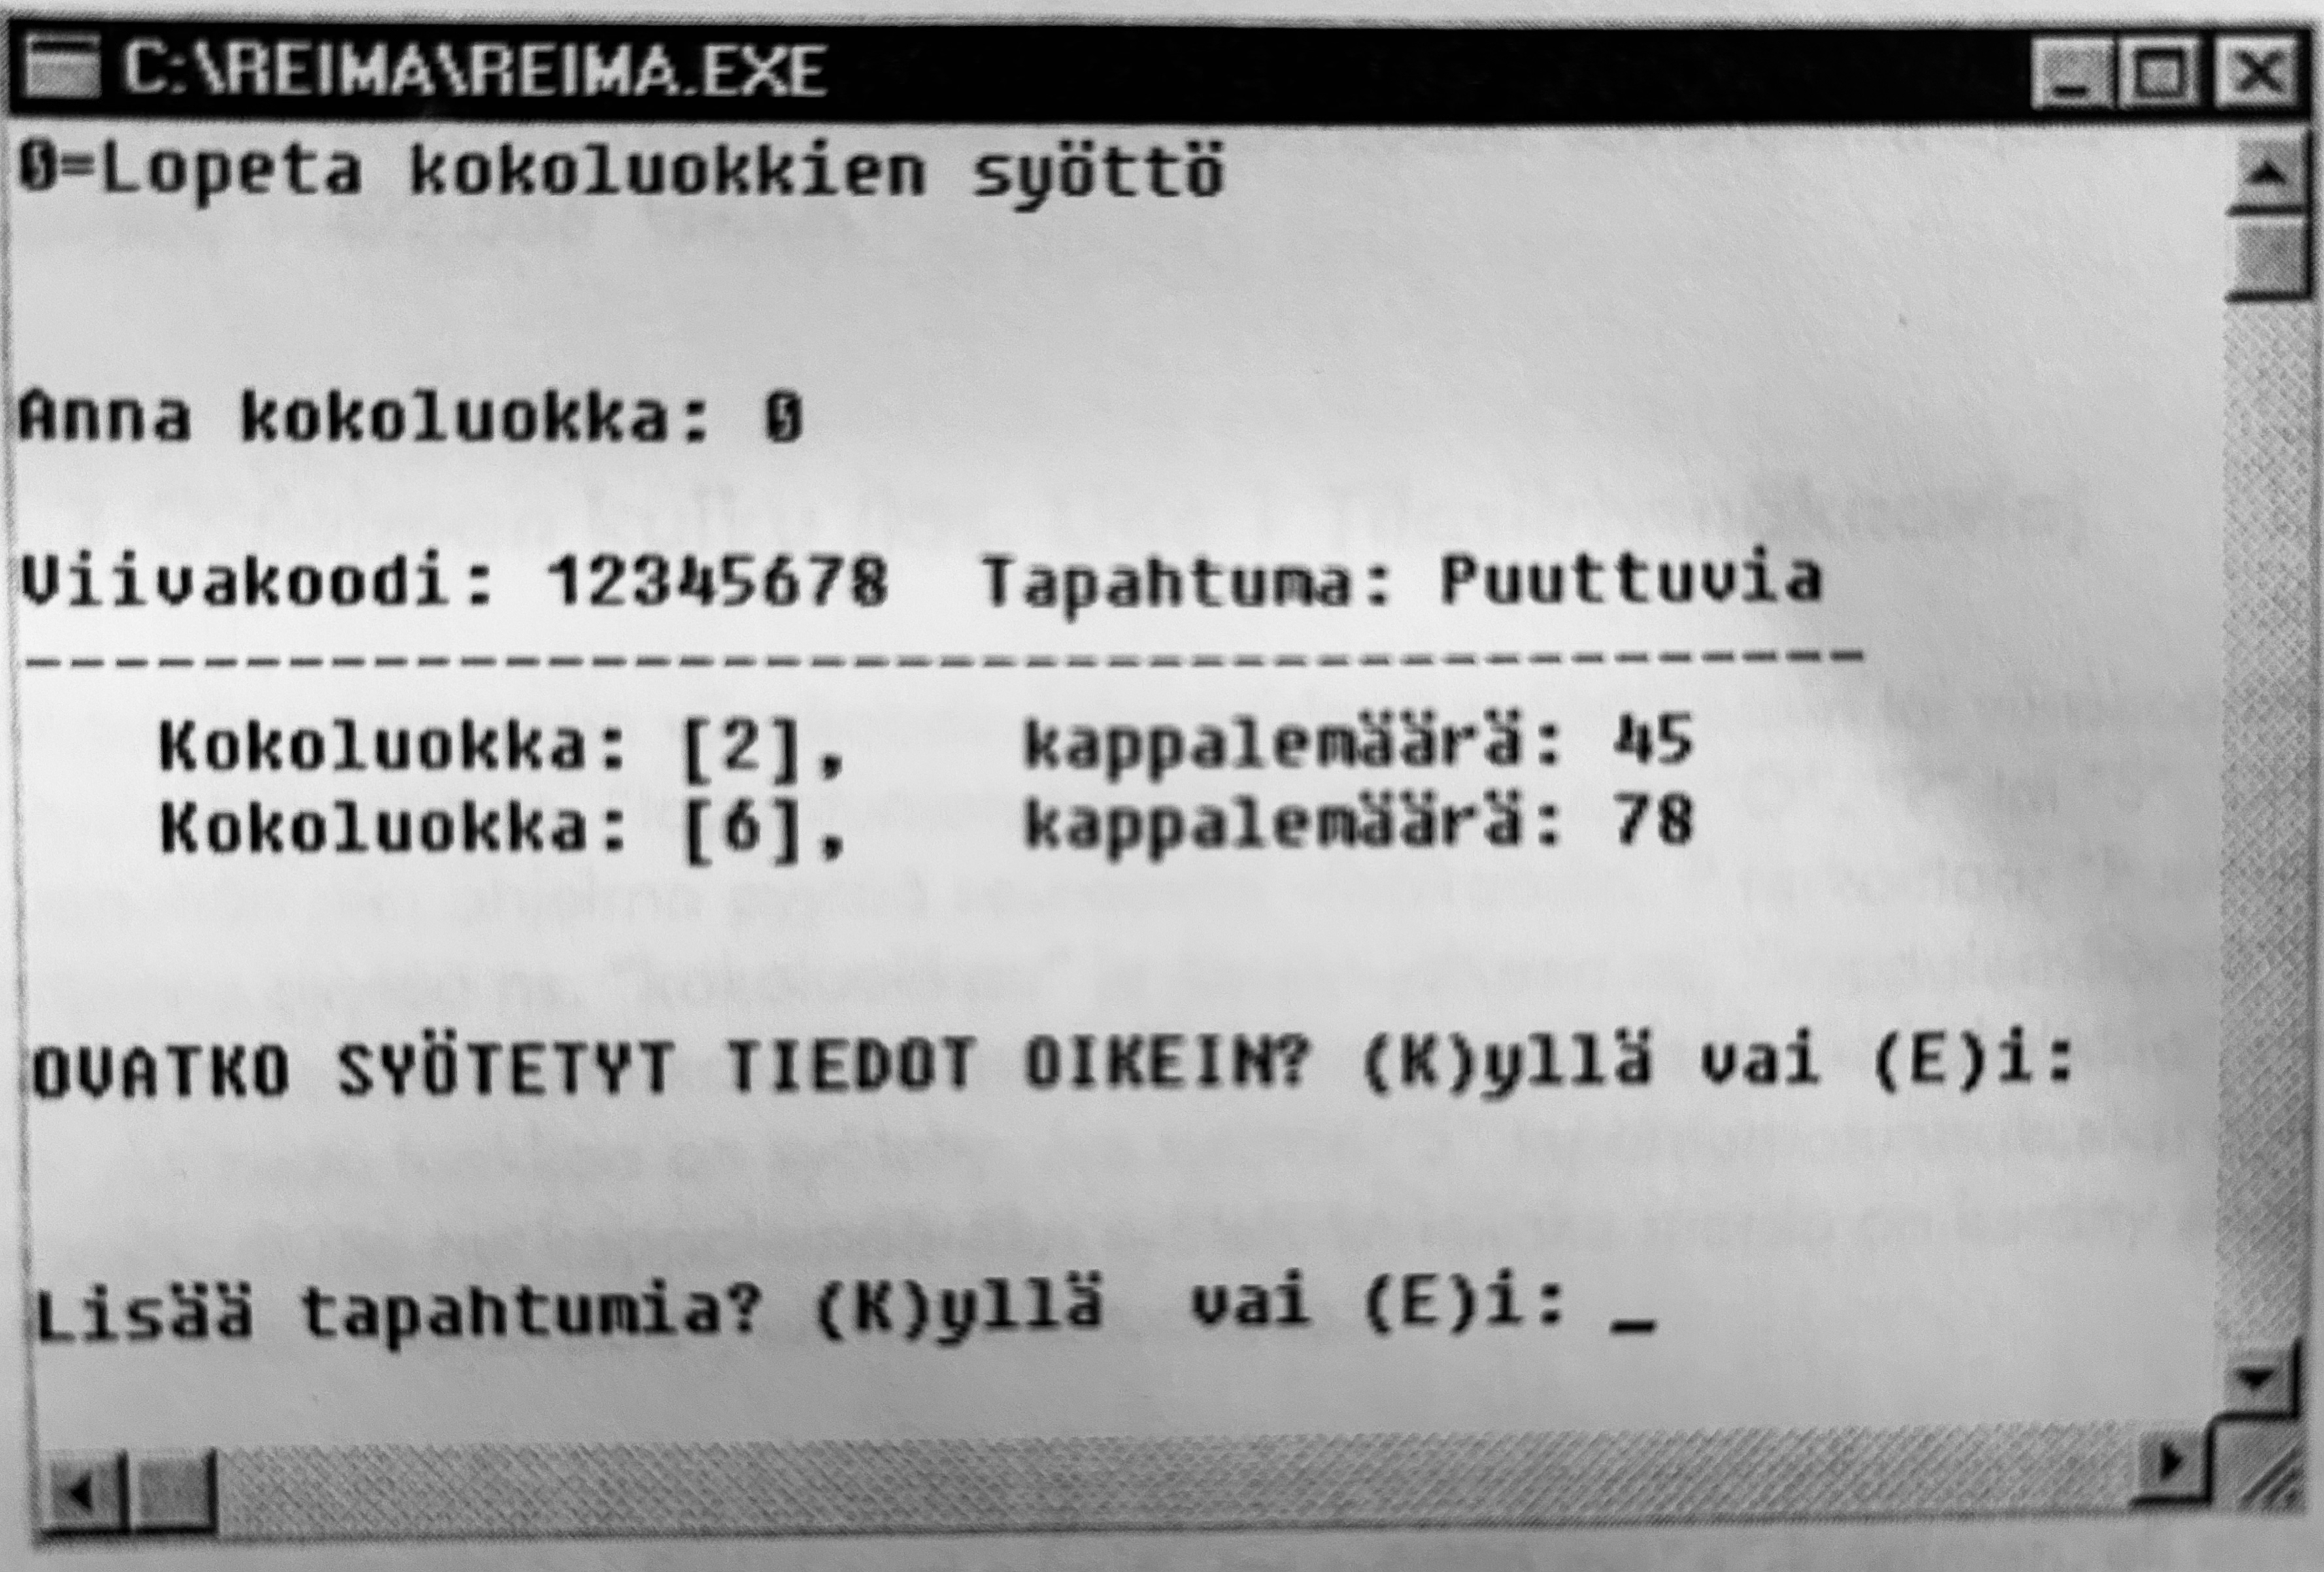 C:\REIMA\REIMA.EXE
0=Lopeta kokoluokkien syöttö
Anna kokoluokka: 0
Viivakoodi: 12345678  Tapahtuma: Puuttuvia
------------------------------------------
Kokoluokka: [2],    kappalemäärä: 45
Kokoluokka: [6],    kappalemäärä: 78
OVATKO SYÖTETYT TIEDOT OIKEIN? (K)yllä vai (E)i:
Lisää tapahtumia? (K)yllä  vai (E)i: _